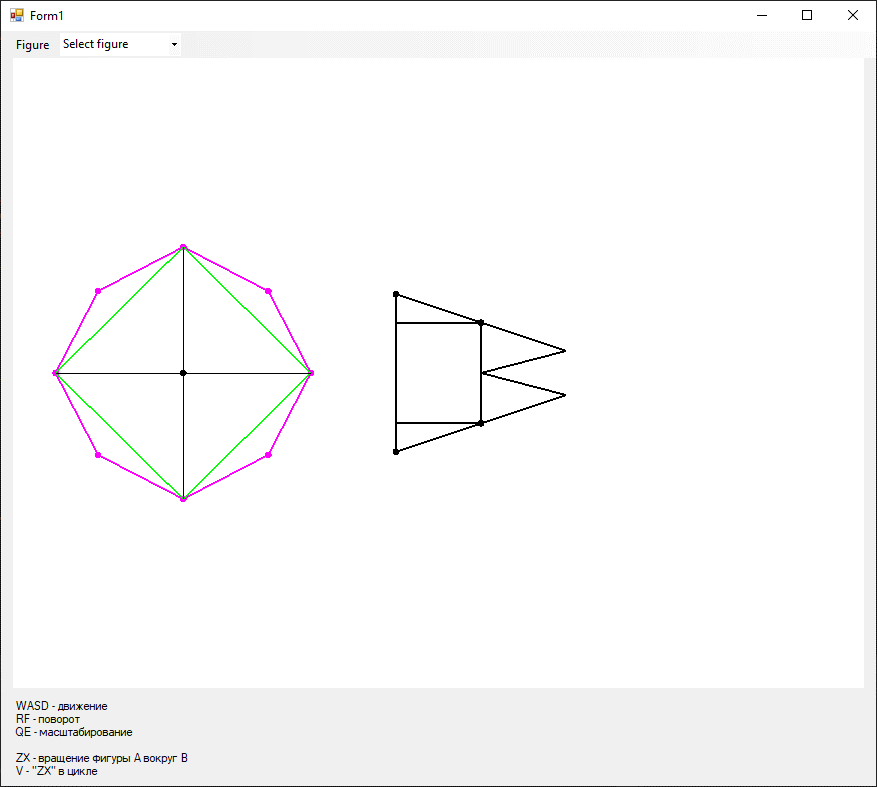 Form1
Figure Select figure
WASD - движение
RF - поворот
QE - масштабирование
ZX - вращение фигуры А вокруг В
V - "ZX" в цикле